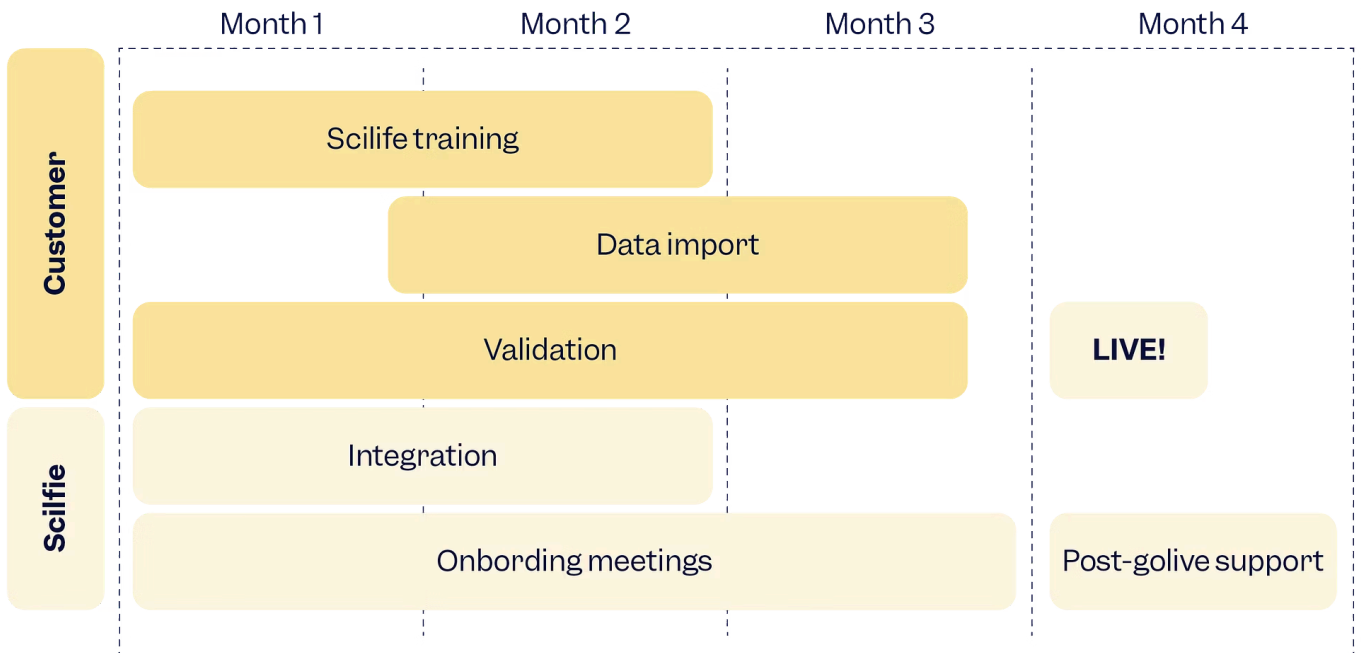 Month 1
Month 2
Month 3
Month 4
Customer
Scilife training
Data import
Validation
LIVE!
Scilfie
Integration
Onbording meetings
Post-golive support